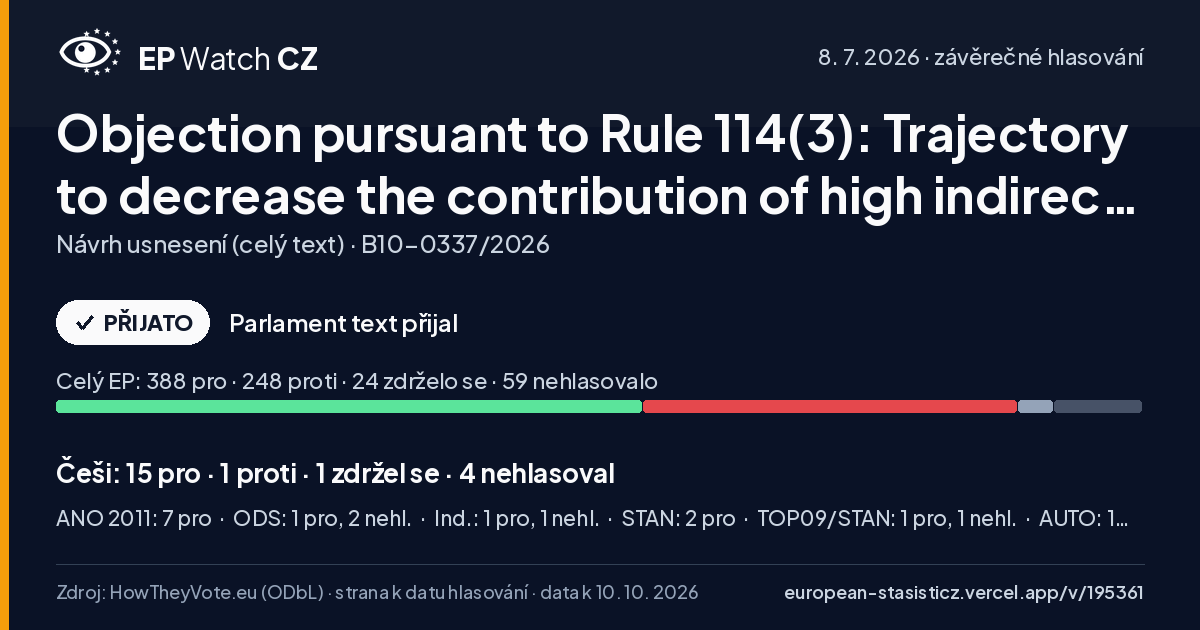 EP Watch CZ
8. 7. 2026 · závěrečné hlasování
Objection pursuant to Rule 114(3): Trajectory
to decrease the contribution of high indirec…
Návrh usnesení (celý text) · B10-0337/2026
✓ PŘIJATO
Parlament text přijal
Celý EP: 388 pro · 248 proti · 24 zdrželo se · 59 nehlasovalo
Češi: 15 pro · 1 proti · 1 zdržel se · 4 nehlasoval
ANO 2011: 7 pro · ODS: 1 pro, 2 nehl. · Ind.: 1 pro, 1 nehl. · STAN: 2 pro · TOP09/STAN: 1 pro, 1 nehl. · AUTO: 1…
Zdroj: HowTheyVote.eu (ODbL) · strana k datu hlasování · data k 10. 10. 2026
european-stasisticz.vercel.app/v/195361